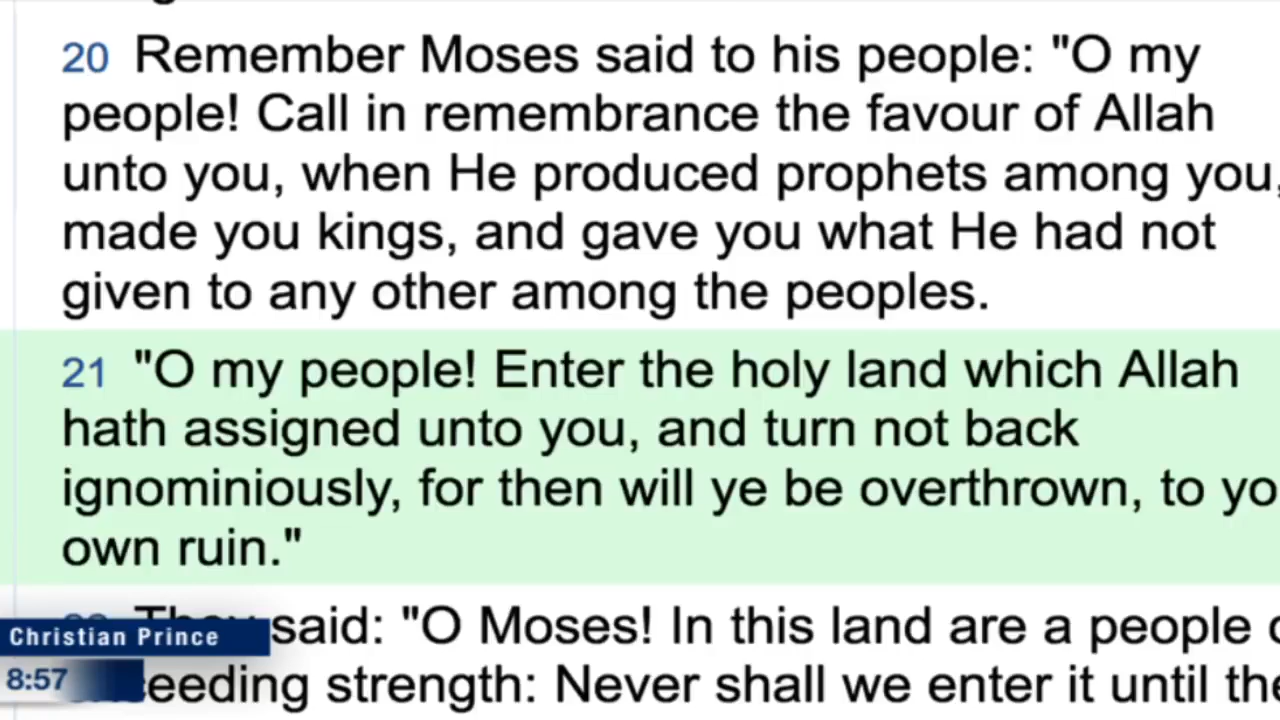 20 Remember Moses said to his people: "O my
people! Call in remembrance the favour of Allah
unto you, when He produced prophets among you,
made you kings, and gave you what He had not
given to any other among the peoples.
21 "O my people! Enter the holy land which Allah
hath assigned unto you, and turn not back
ignominiously, for then will ye be overthrown, to yo
own ruin."
said: "O Moses! In this land are a people
Christian Prince
eeding strength: Never shall we enter it until the
8:57